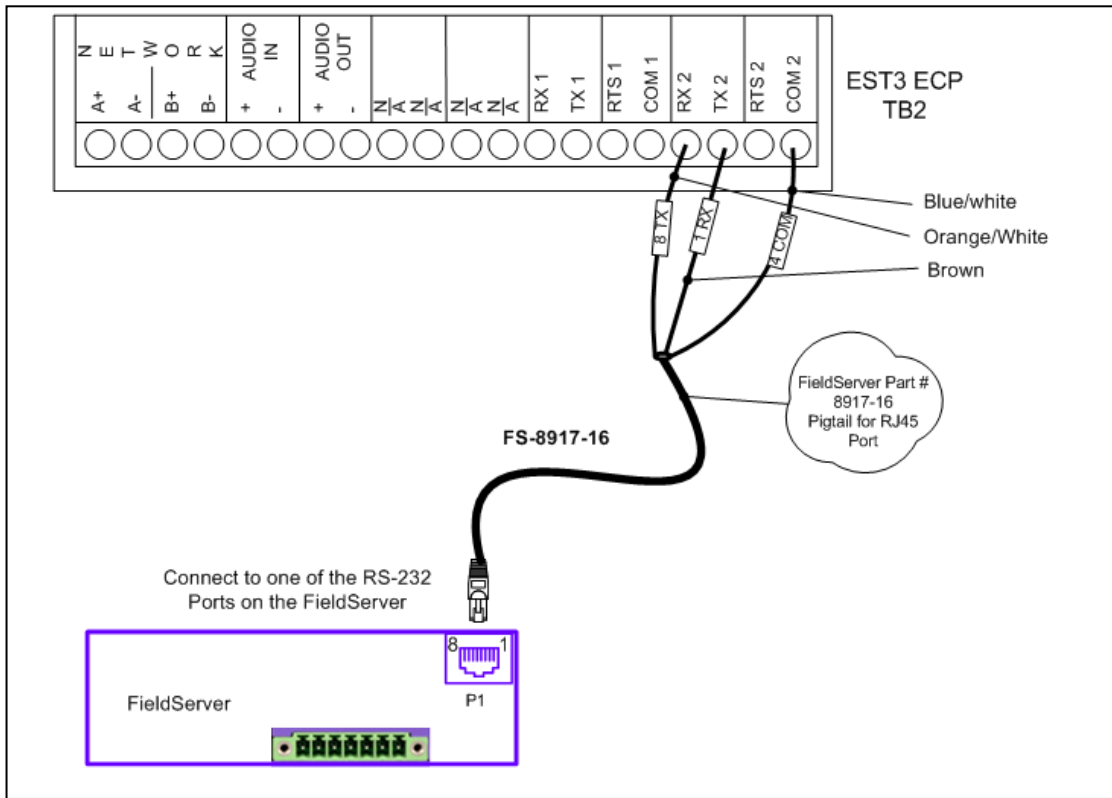 NETWORK
A+
A-
B+
B-
AUDIO
IN
+
-
AUDIO
OUT
+
-
N/A
N/A
N/A
N/A
RX 1
TX 1
RTS 1
COM 1
RX 2
TX 2
RTS 2
COM 2
EST3 ECP
TB2
8 TX
1 RX
4 COM
Blue/white
Orange/White
Brown
FieldServer Part #
8917-16
Pigtail for RJ45
Port
FS-8917-16
Connect to one of the RS-232
Ports on the FieldServer
8
1
P1
FieldServer